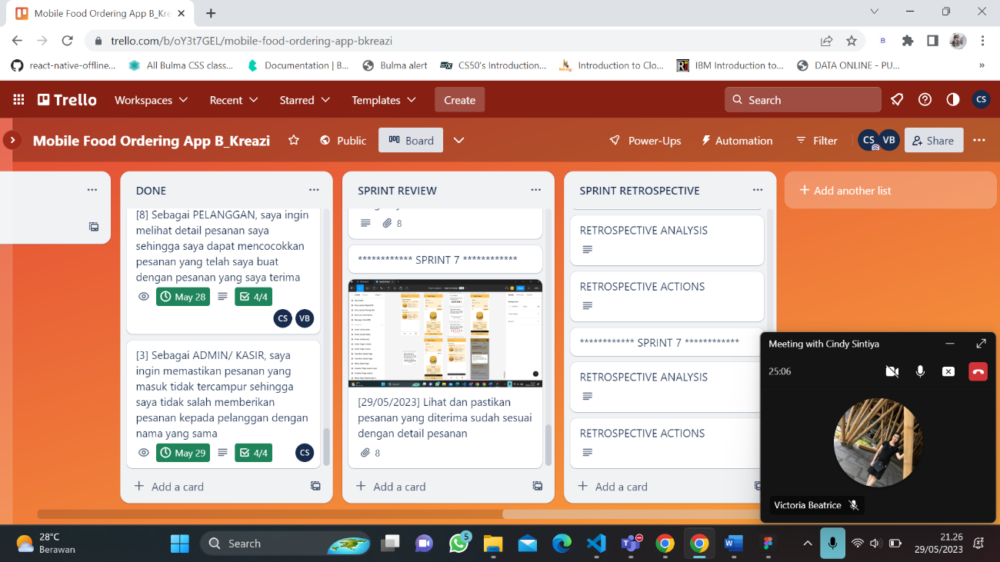 Mobile Food Ordering App B_Kre
trello.com/b/oY3t7GEL/mobile-food-ordering-app-bkreazi
react-native-offline...
All Bulma CSS class...
Documentation | B...
Bulma alert
CS50's Introduction...
Introduction to Clo...
IBM Introduction to...
DATA ONLINE - PU...
»
Trello
Workspaces
Recent
Starred
Templates
Create
Search
CS
Mobile Food Ordering App B_Kreazi
Public
Board
Power-Ups
Automation
Filter
CS
VB
Share
DONE
[8] Sebagai PELANGGAN, saya ingin
melihat detail pesanan saya
sehingga saya dapat mencocokkan
pesanan yang telah saya buat
dengan pesanan yang saya terima
May 28
4/4
CS
VB
[3] Sebagai ADMIN/ KASIR, saya
ingin memastikan pesanan yang
masuk tidak tercampur sehingga
saya tidak salah memberikan
pesanan kepada pelanggan dengan
nama yang sama
May 29
4/4
CS
+ Add a card
SPRINT REVIEW
8
************ SPRINT 7 ************
[29/05/2023] Lihat dan pastikan
pesanan yang diterima sudah sesuai
dengan detail pesanan
8
+ Add a card
SPRINT RETROSPECTIVE
RETROSPECTIVE ANALYSIS
RETROSPECTIVE ACTIONS
************ SPRINT 7 ************
RETROSPECTIVE ANALYSIS
RETROSPECTIVE ACTIONS
+ Add a card
+ Add another list
Meeting with Cindy Sintiya
25:06
Victoria Beatrice
28°C
Berawan
Search
5
21.26
29/05/2023